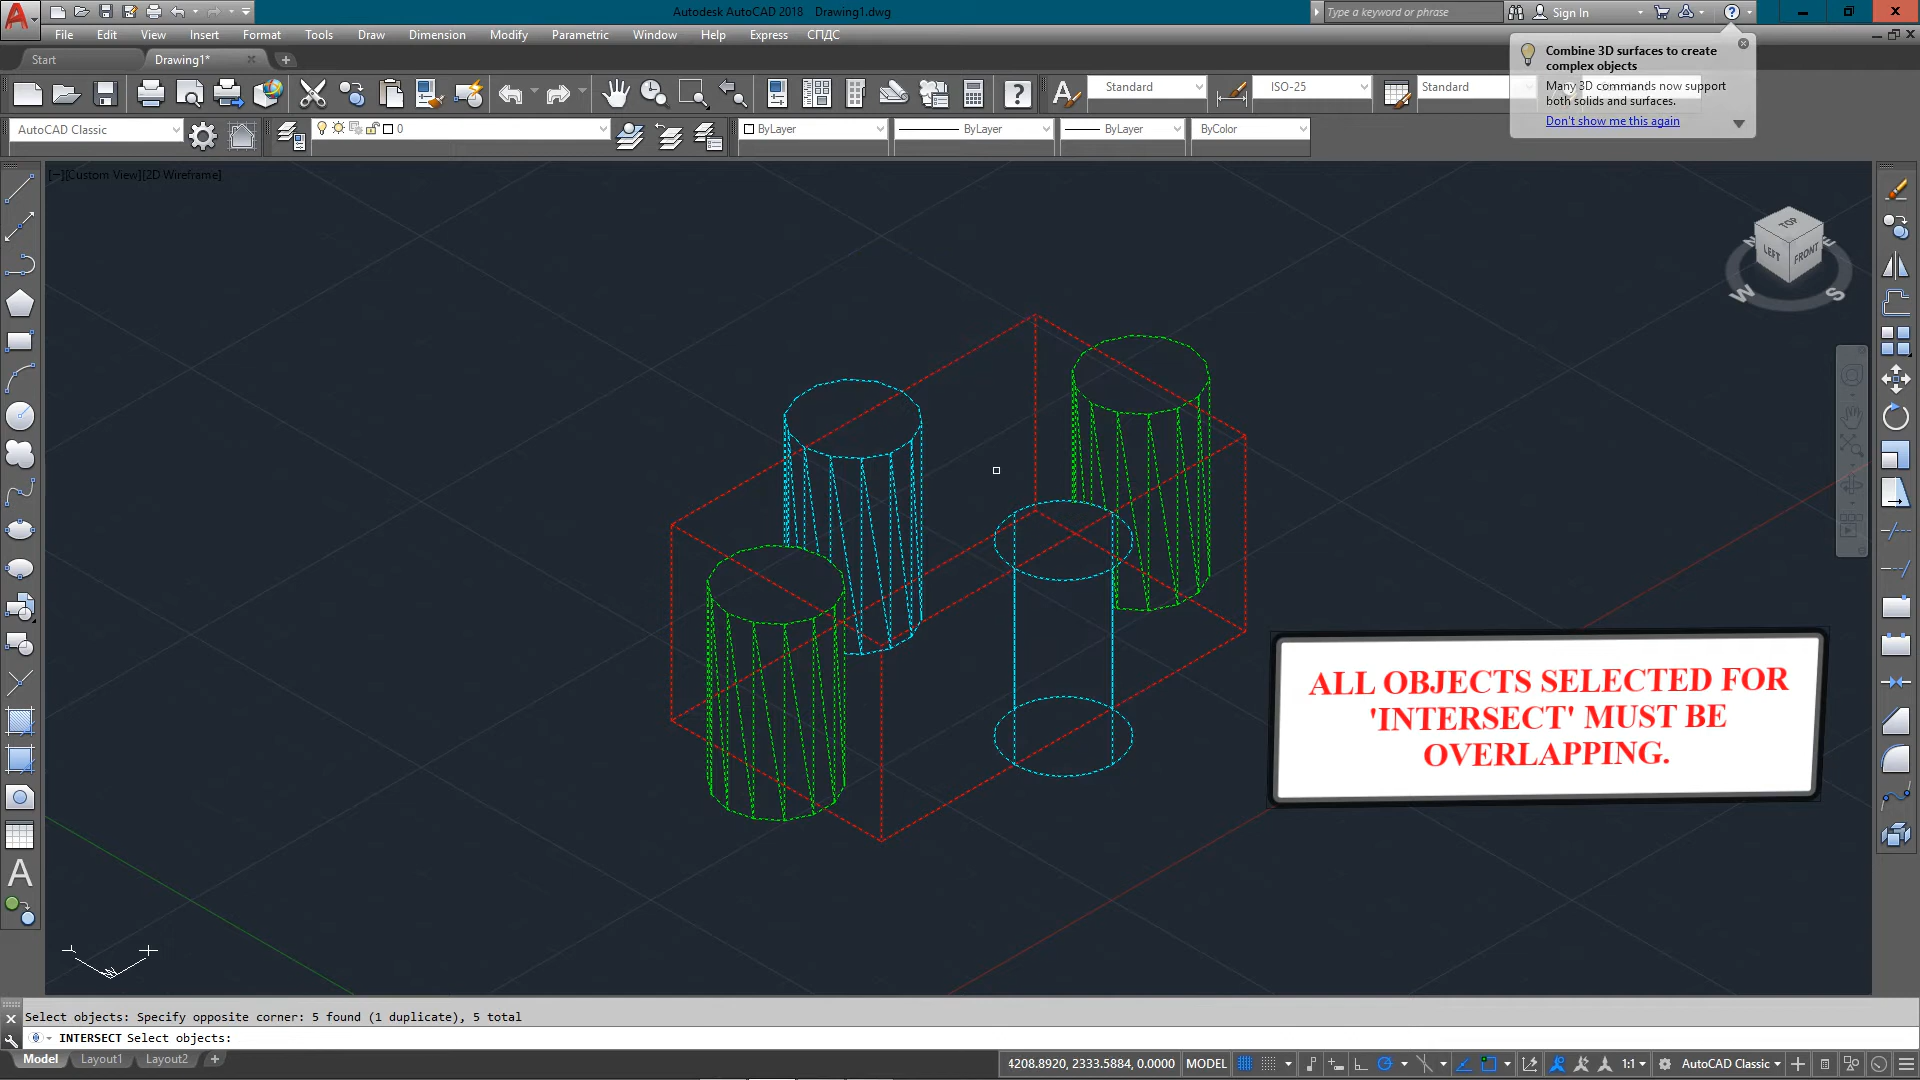 Autodesk AutoCAD 2018 Drawing1.dwg
Type a keyword or phrase
Sign In
File Edit View Insert Format Tools Draw Dimension Modify Parametric Window Help Express СПДС
Start
Drawing1*
Combine 3D surfaces to create
complex objects
Many 3D commands now support
both solids and surfaces.
Don't show me this again
Standard
ISO-25
Standard
AutoCAD Classic
0
ByLayer
ByLayer
ByLayer
ByColor
[−][Custom View][2D Wireframe]
TOP
LEFT
FRONT
W
S
ALL OBJECTS SELECTED FOR
'INTERSECT' MUST BE
OVERLAPPING.
Select objects: Specify opposite corner: 5 found (1 duplicate), 5 total
INTERSECT Select objects:
Model Layout1 Layout2
4208.8920, 2333.5884, 0.0000 MODEL
1:1
AutoCAD Classic